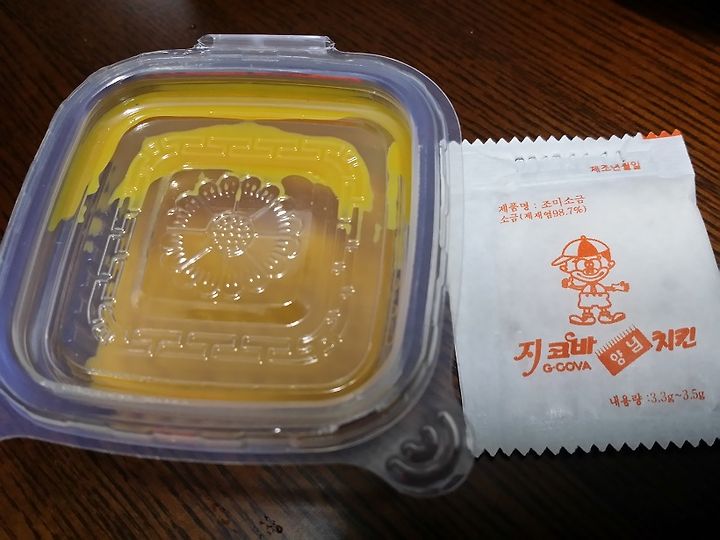 제조년월일
제품명 : 조미소금
소금(제재염98.7%)
지코바 양념 치킨
G-COVA
내용량 :3.3g~3.5g